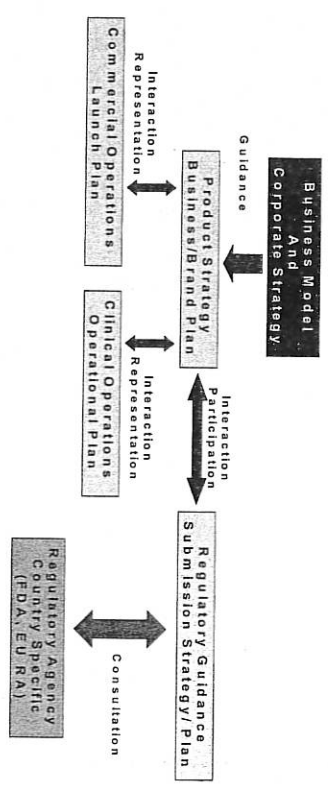 Business Model
And
Corporate Strategy
Guidance
Product Strategy
Business/Brand Plan
Interaction
Participation
Regulatory Guidance
Submission Strategy/Plan
Interaction
Representation
Interaction
Representation
Consultation
Commercial Operations
Launch Plan
Clinical Operations
Operational Plan
Regulatory Agency
Country Specific
(FDA, EU RA)